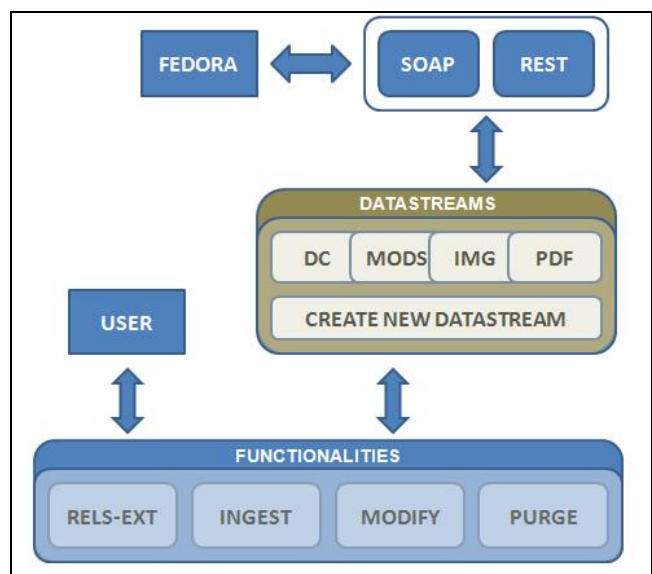 FEDORA
SOAP
REST
DATASTREAMS
DC
MODS
IMG
PDF
CREATE NEW DATASTREAM
USER
FUNCTIONALITIES
RELS-EXT
INGEST
MODIFY
PURGE